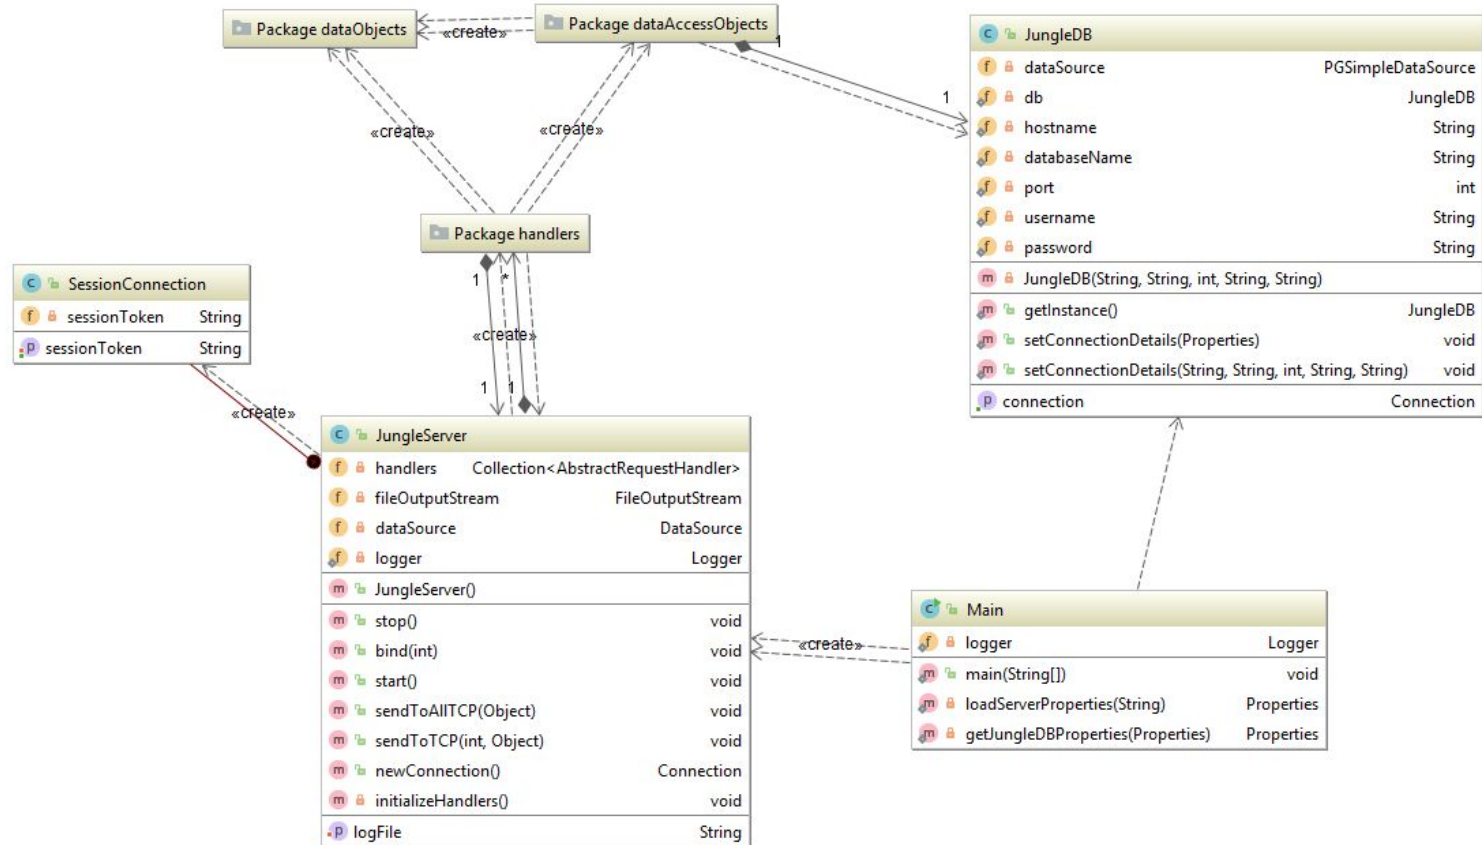 Package dataObjects
«create»
Package dataAccessObjects
1
1
«create»
«create»
Package handlers
1
*
«create»
1
1
c JungleDB
f dataSource PGSimpleDataSource
f db JungleDB
f hostname String
f databaseName String
f port int
f username String
f password String
m JungleDB(String, String, int, String, String)
m getInstance() JungleDB
m setConnectionDetails(Properties) void
m setConnectionDetails(String, String, int, String, String) void
p connection Connection
c SessionConnection
f sessionToken String
p sessionToken String
«create»
c JungleServer
f handlers Collection<AbstractRequestHandler>
f fileOutputStream FileOutputStream
f dataSource DataSource
f logger Logger
m JungleServer()
m stop() void
m bind(int) void
m start() void
m sendToAllTCP(Object) void
m sendToTCP(int, Object) void
m newConnection() Connection
m initializeHandlers() void
p logFile String
«create»
c Main
f logger Logger
m main(String[]) void
m loadServerProperties(String) Properties
m getJungleDBProperties(Properties) Properties